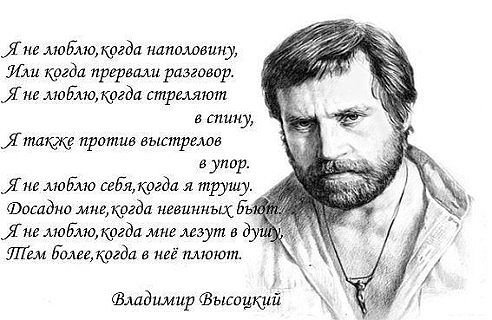 Я не люблю,когда наполовину,
Или когда прервали разговор.
Я не люблю,когда стреляют
в спину,
Я также против выстрелов
в упор.
Я не люблю себя,когда я трушу.
Досадно мне,когда невинных бьют.
Я не люблю,когда мне лезут в душу,
Тем более,когда в неё плюют.
Владимир Высоцкий